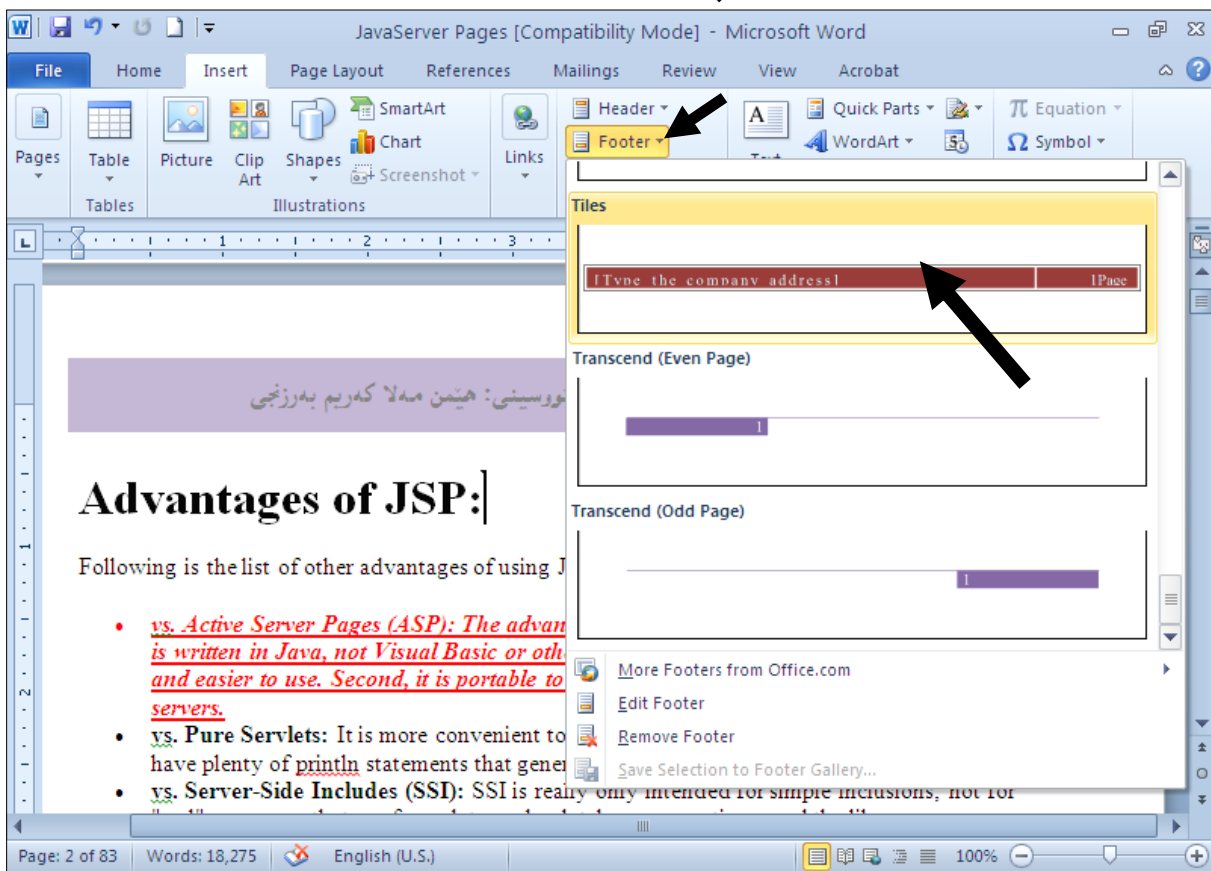 JavaServer Pages [Compatibility Mode] - Microsoft Word
File Home Insert Page Layout References Mailings Review View Acrobat
Pages
Table
Tables
Picture
Clip Art
Shapes
SmartArt
Chart
Screenshot
Illustrations
Links
Header
Footer
Quick Parts
WordArt
Equation
Symbol
Tiles
[Type the company address] 1Page
Transcend (Even Page)
1
Transcend (Odd Page)
1
More Footers from Office.com
Edit Footer
Remove Footer
Save Selection to Footer Gallery...
1 2 3
هێمن مەلا کەریم بەرزنجی
Advantages of JSP:
Following is the list of other advantages of using
vs. Active Server Pages (ASP): The
is written in Java, not Visual Basic or
and easier to use. Second, it is portable to
servers.
vs. Pure Servlets: It is more convenient to
have plenty of println statements that
vs. Server-Side Includes (SSI): SSI is really only intended for simple inclusions, not for
Page: 2 of 83 Words: 18,275 English (U.S.) 100%